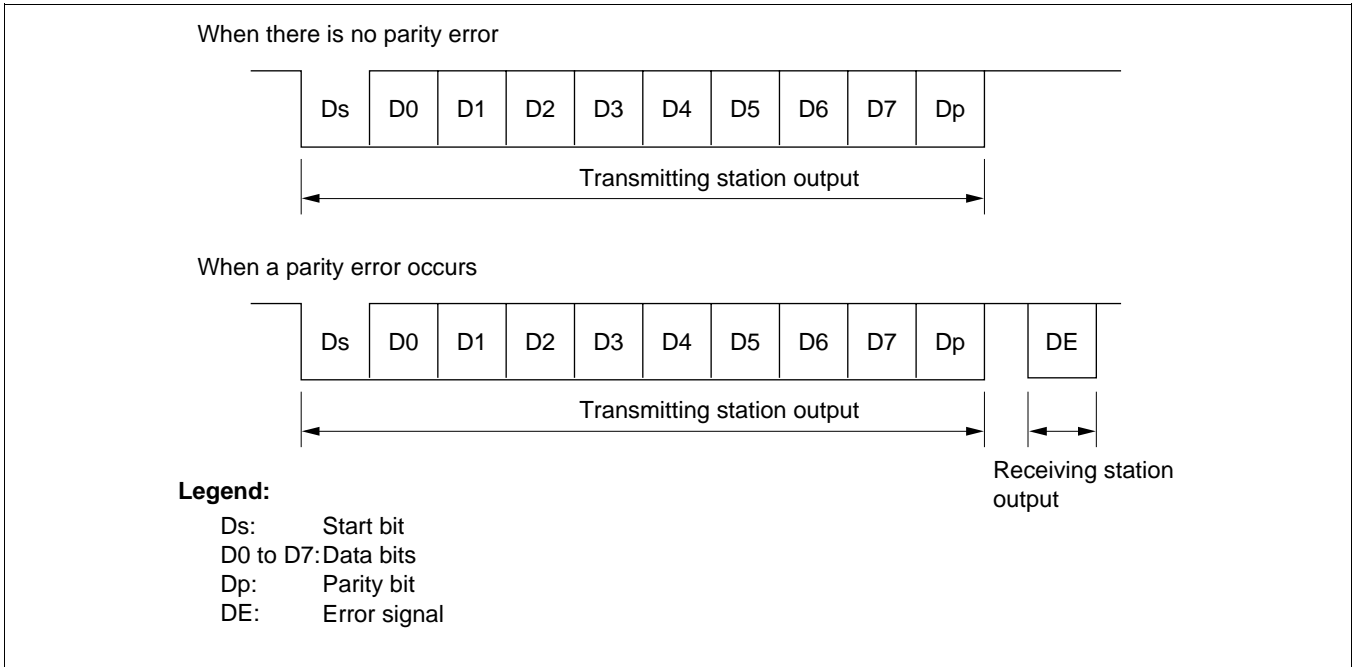 When there is no parity error
Ds D0 D1 D2 D3 D4 D5 D6 D7 Dp
Transmitting station output
When a parity error occurs
Ds D0 D1 D2 D3 D4 D5 D6 D7 Dp DE
Transmitting station output
Receiving station
output
Legend:
Ds: Start bit
D0 to D7: Data bits
Dp: Parity bit
DE: Error signal